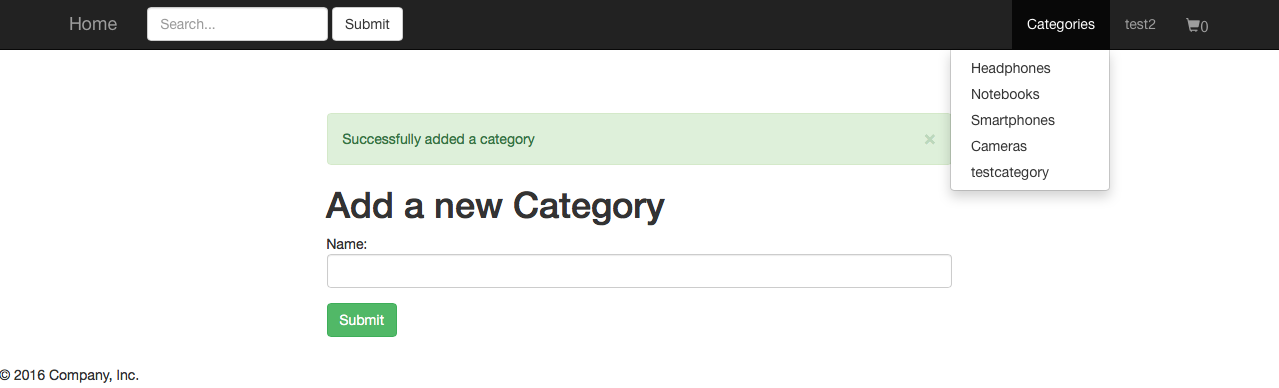 Home Search... Submit Categories test2 0
Headphones
Notebooks
Smartphones
Cameras
testcategory
Successfully added a category ×
Add a new Category
Name:
Submit
© 2016 Company, Inc.